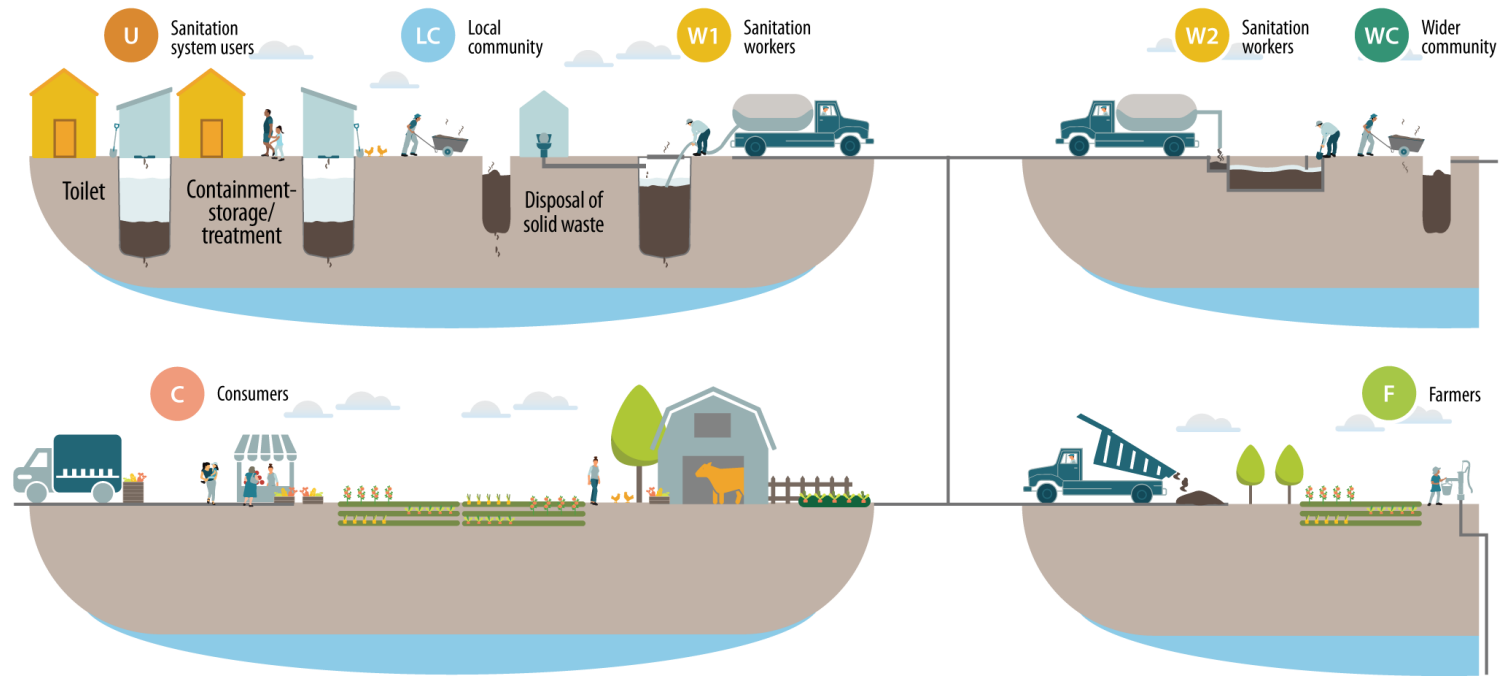 U
Sanitation
system users
LC
Local
community
W1
Sanitation
workers
W2
Sanitation
workers
WC
Wider
community
Toilet
Containment-
storage/
treatment
Disposal of
solid waste
C
Consumers
F
Farmers